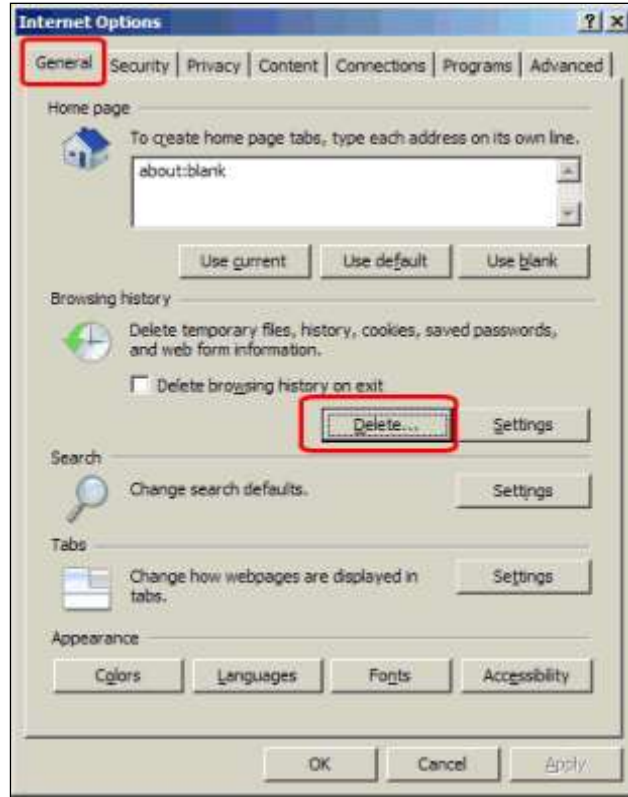 Internet Options
General Security Privacy Content Connections Programs Advanced
Home page
To create home page tabs, type each address on its own line.
about:blank
Use current Use default Use blank
Browsing history
Delete temporary files, history, cookies, saved passwords,
and web form information.
Delete browsing history on exit
Delete... Settings
Search
Change search defaults. Settings
Tabs
Change how webpages are displayed in Settings
tabs.
Appearance
Colors Languages Fonts Accessibility
OK Cancel Apply